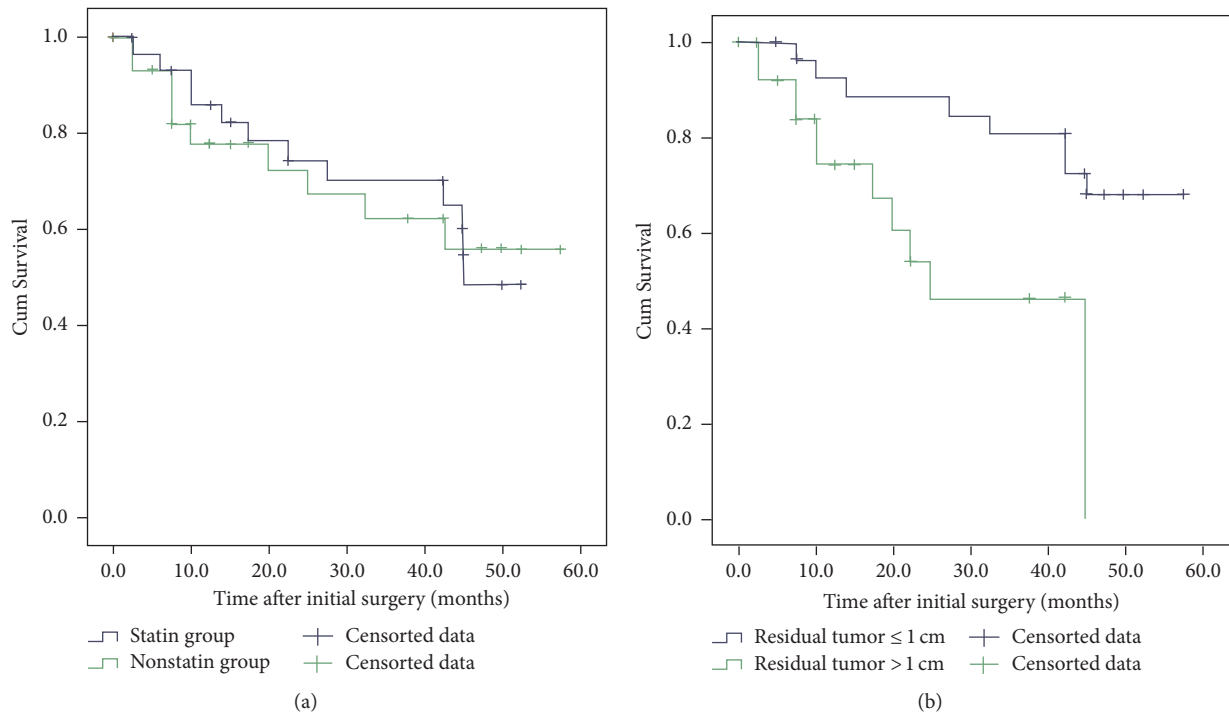 1.0
0.8
0.6
0.4
0.2
0.0
Cum Survival
0.0 10.0 20.0 30.0 40.0 50.0 60.0
Time after initial surgery (months)
Statin group Censorted data
Nonstatin group Censorted data
(a)
1.0
0.8
0.6
0.4
0.2
0.0
Cum Survival
0.0 10.0 20.0 30.0 40.0 50.0 60.0
Time after initial surgery (months)
Residual tumor ≤ 1 cm Censorted data
Residual tumor > 1 cm Censorted data
(b)